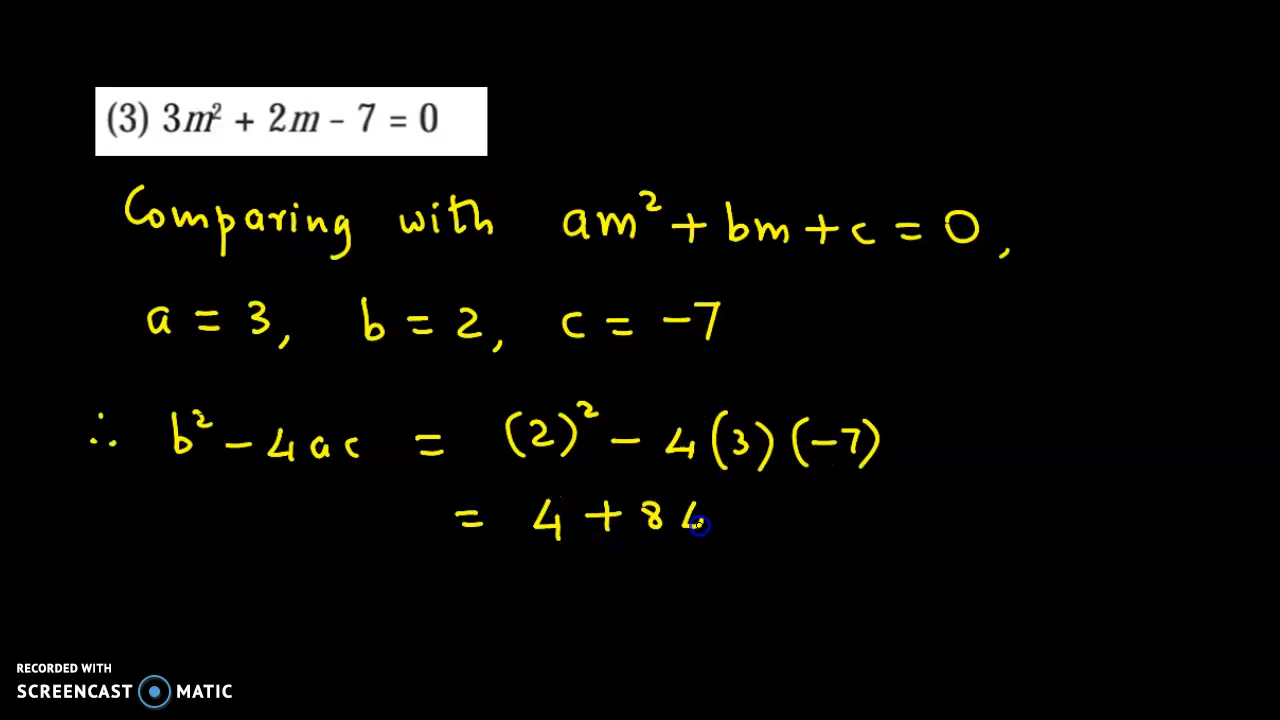 (3) 3m² + 2m - 7 = 0
Comparing with am² + bm + c = 0,
a = 3, b = 2, c = -7
∴ b² - 4ac = (2)² - 4(3)(-7)
= 4 + 84
RECORDED WITH
SCREENCAST MATIC